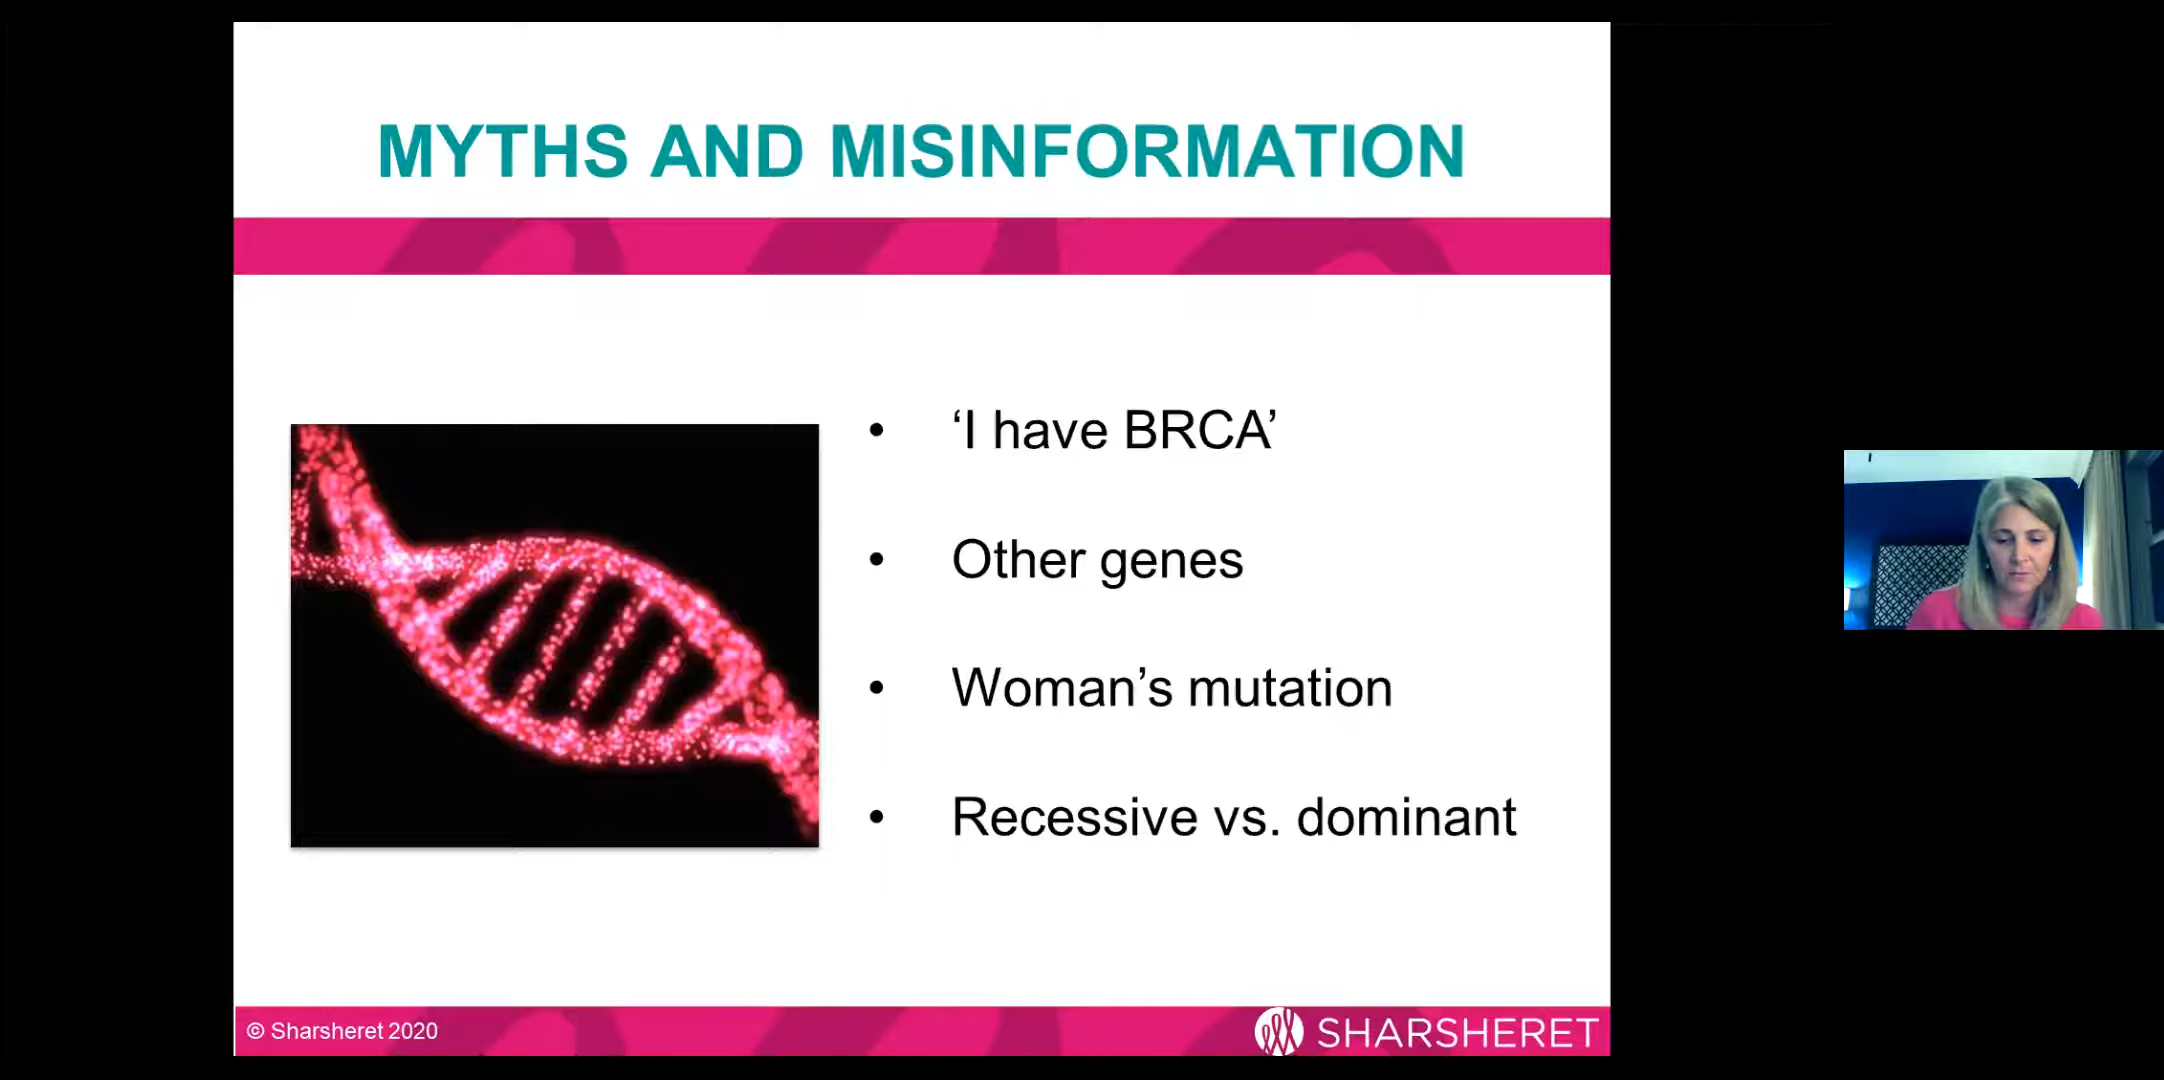 MYTHS AND MISINFORMATION
• ‘I have BRCA’
• Other genes
• Woman’s mutation
• Recessive vs. dominant
© Sharsheret 2020
SHARSHERET